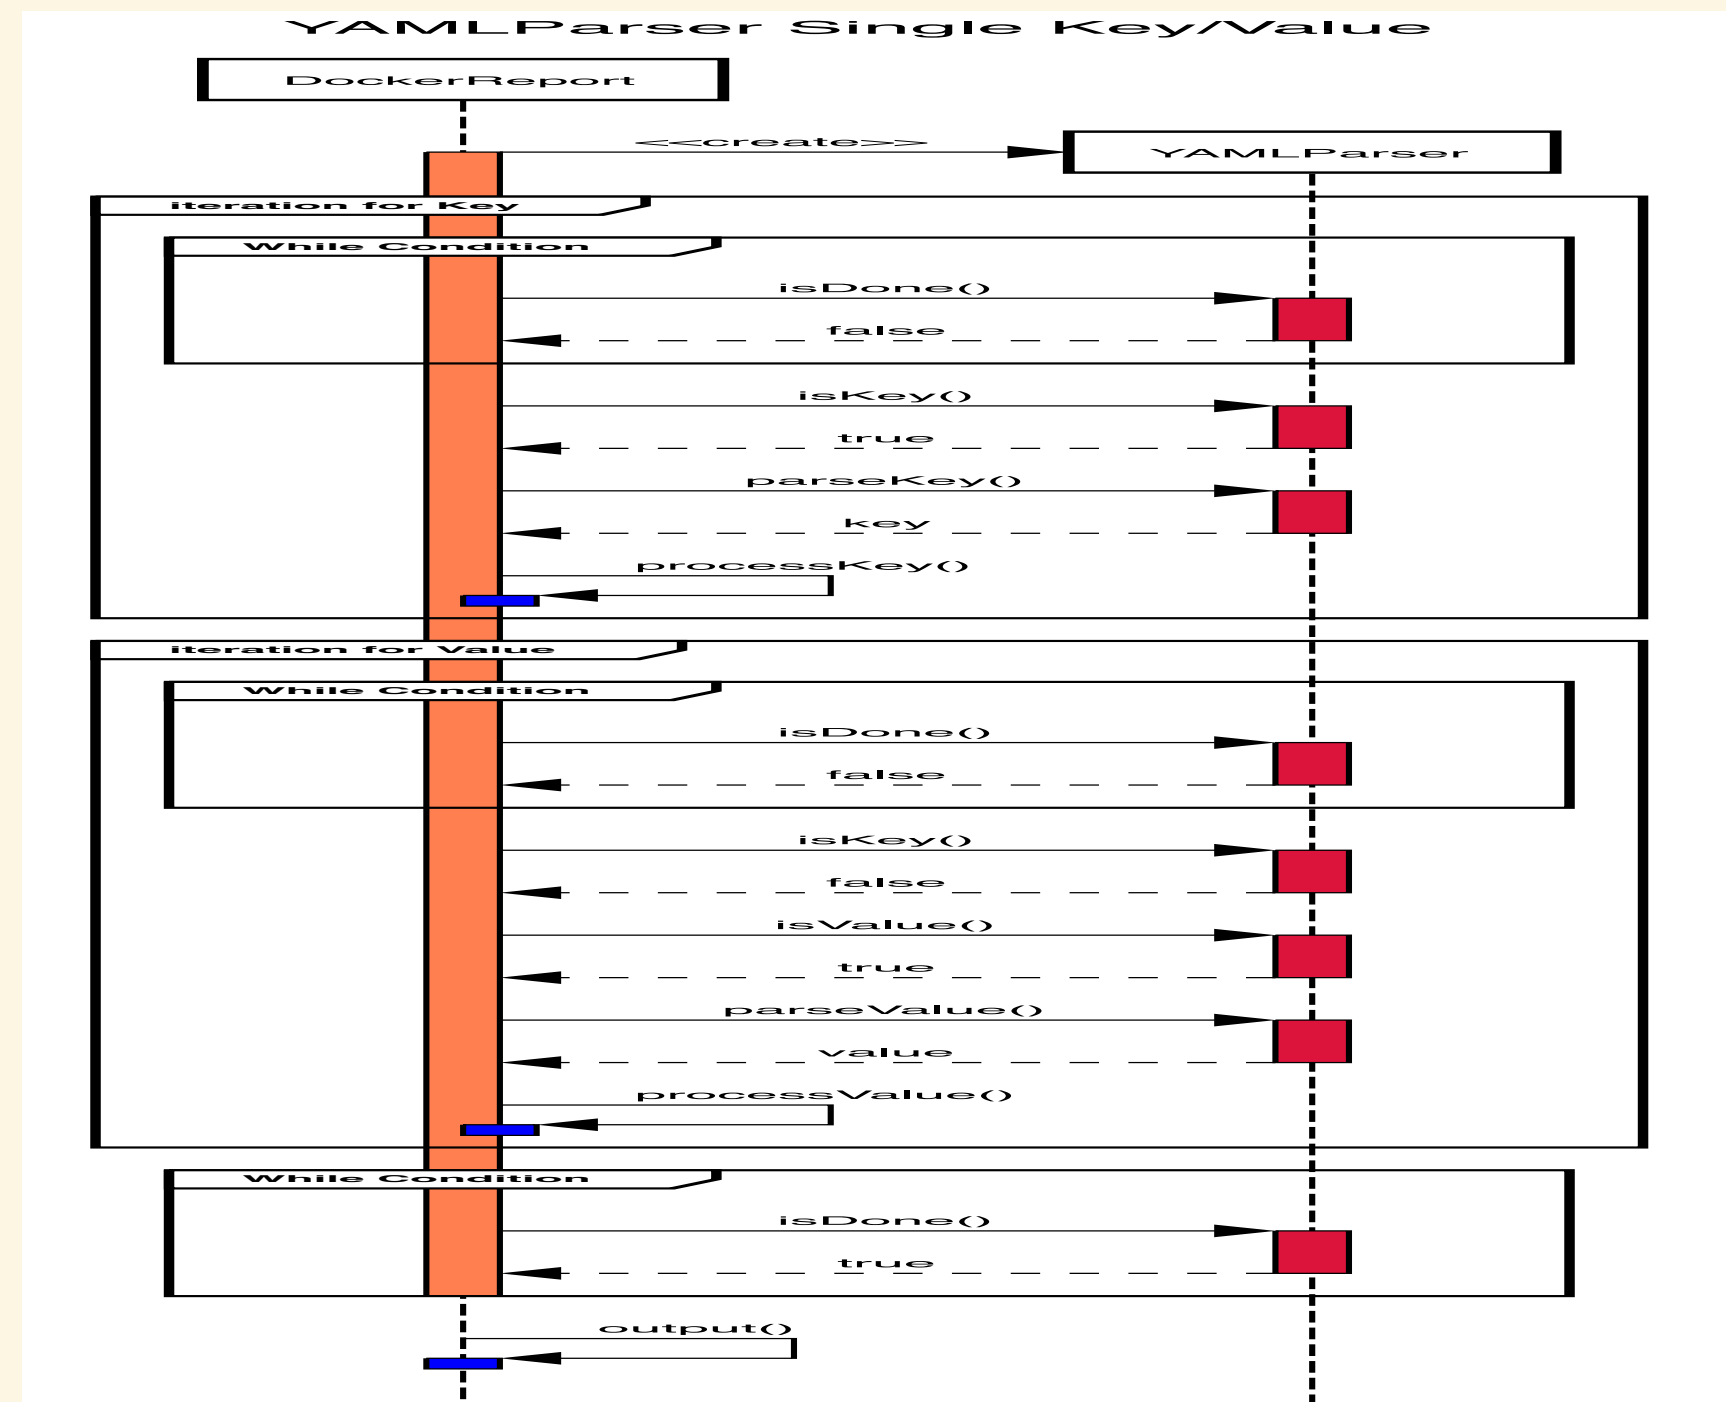 YAMLParser Single Key/Value
DockerReport
<<create>>
YAMLParser
iteration for Key
While Condition
isDone()
false
isKey()
true
parseKey()
key
processKey()
iteration for Value
While Condition
isDone()
false
isKey()
false
isValue()
true
parseValue()
value
processValue()
While Condition
isDone()
true
output()